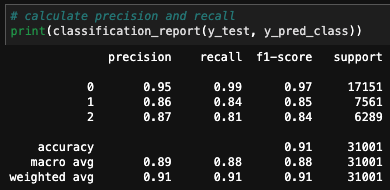 # calculate precision and recall
print(classification_report(y_test, y_pred_class))
precision recall f1-score support
0 0.95 0.99 0.97 17151
1 0.86 0.84 0.85 7561
2 0.87 0.81 0.84 6289
accuracy 0.91 31001
macro avg 0.89 0.88 0.88 31001
weighted avg 0.91 0.91 0.91 31001